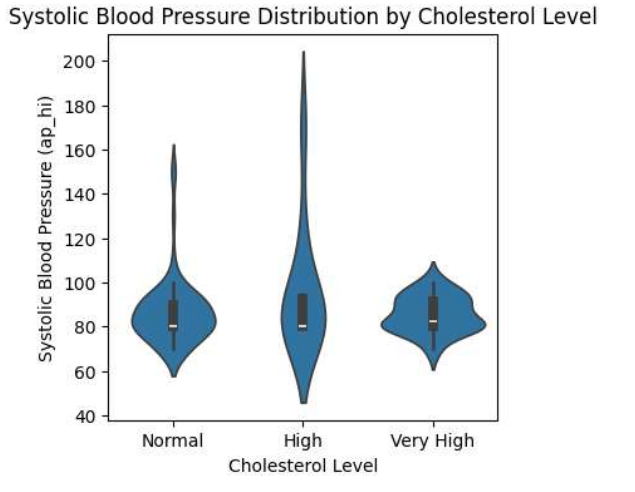 Systolic Blood Pressure Distribution by Cholesterol Level
Systolic Blood Pressure (ap_hi)
200
180
160
140
120
100
80
60
40
Normal High Very High
Cholesterol Level